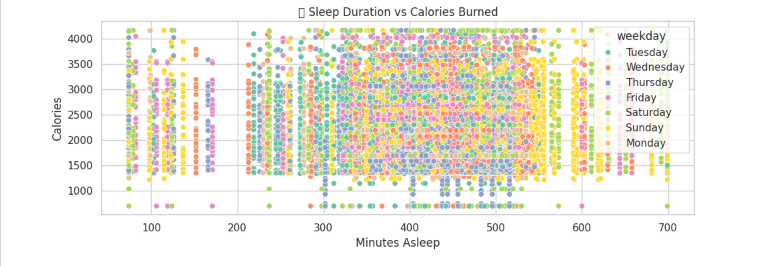 Sleep Duration vs Calories Burned
Calories
4000
3500
3000
2500
2000
1500
1000
weekday
Tuesday
Wednesday
Thursday
Friday
Saturday
Sunday
Monday
100 200 300 400 500 600 700
Minutes Asleep